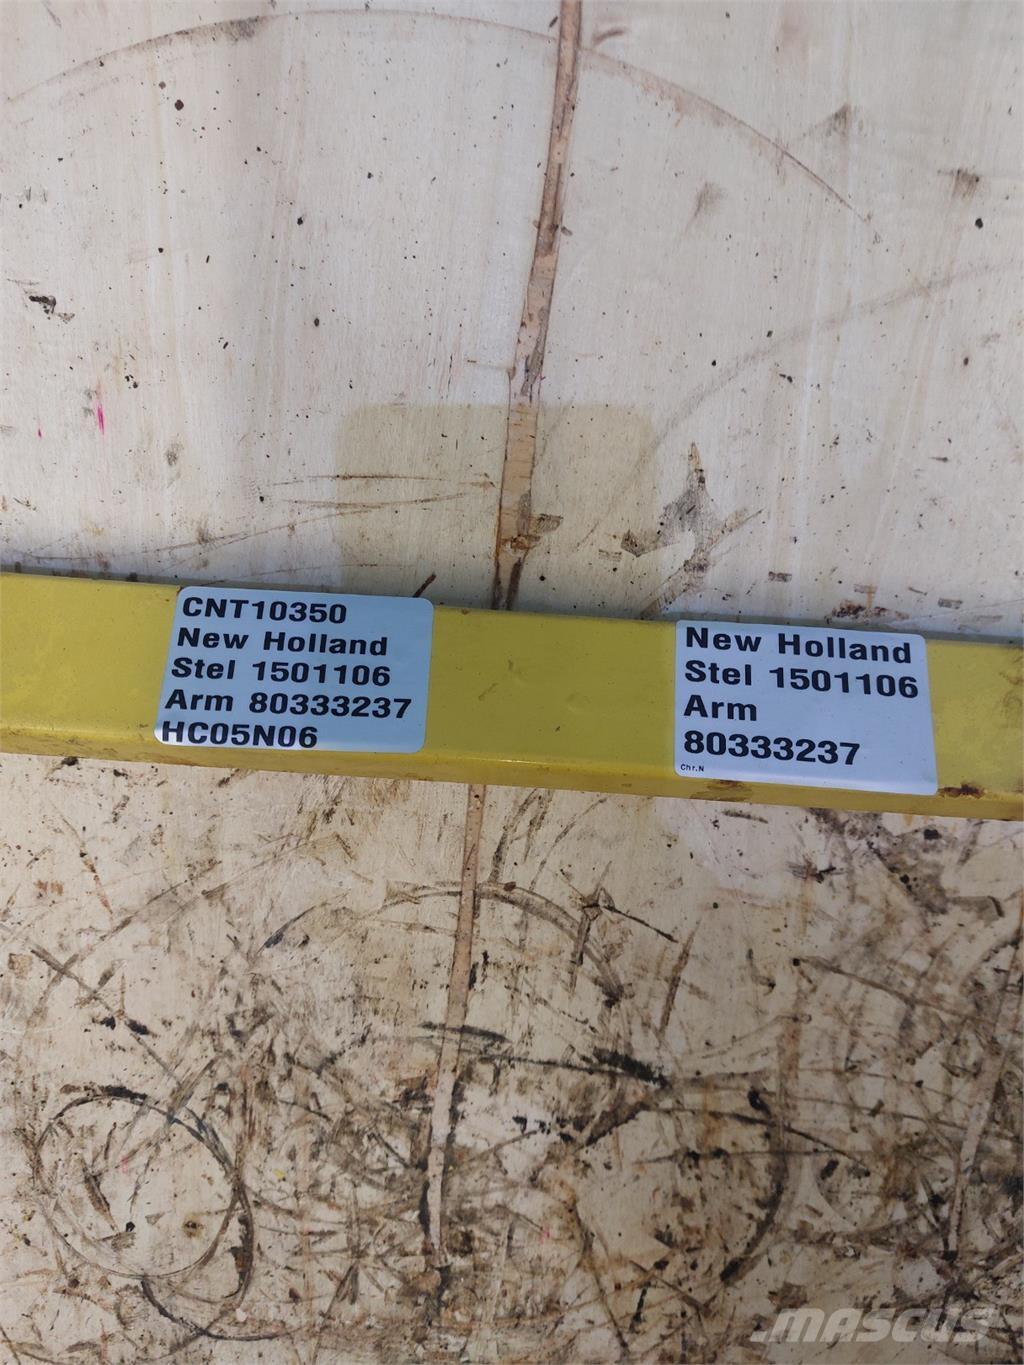 CNT10350
New Holland
Stel 1501106
Arm 80333237
HC05N06
New Holland
Stel 1501106
Arm
80333237
Chr.N
MASCUS